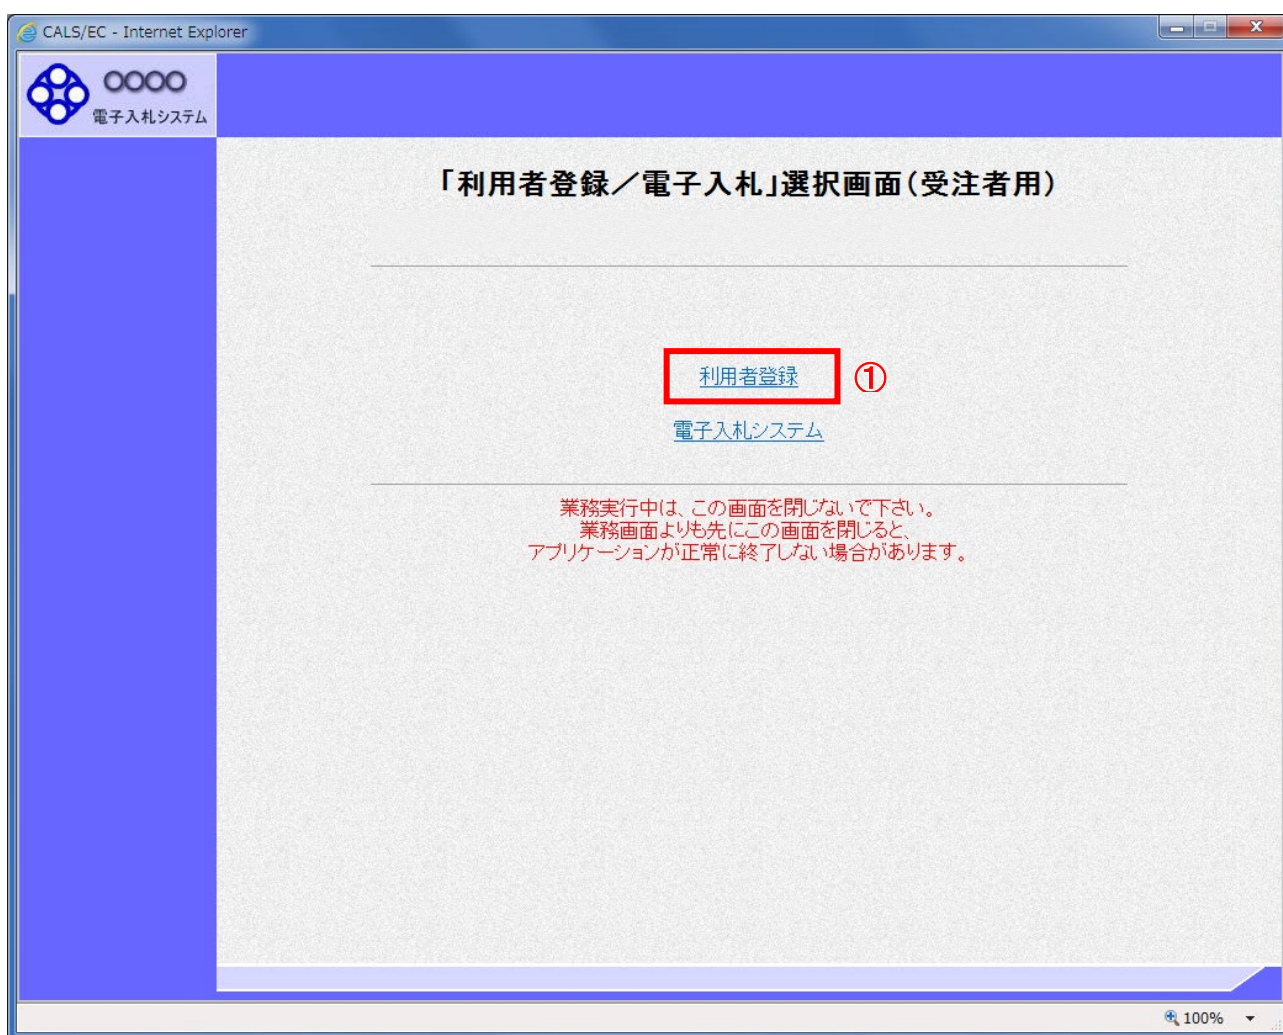 CALS/EC - Internet Explorer
〇〇〇〇
電子入札システム
「利用者登録／電子入札」選択画面(受注者用)
利用者登録 ①
電子入札システム
業務実行中は、この画面を閉じないで下さい。
業務画面よりも先にこの画面を閉じると、
アプリケーションが正常に終了しない場合があります。
100%